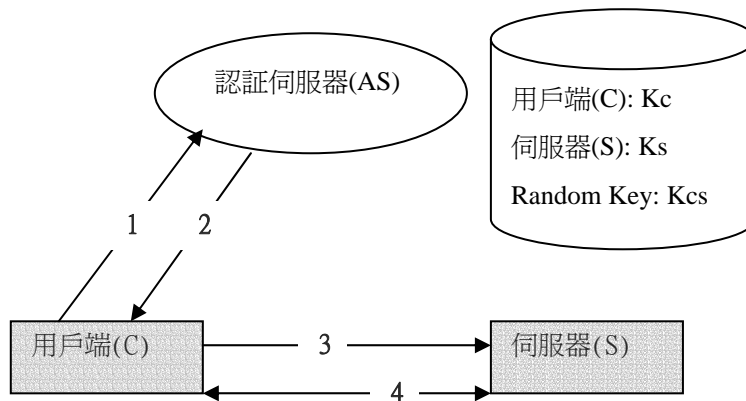 認証伺服器(AS)
用戶端(C): Kc
伺服器(S): Ks
Random Key: Kcs
1
2
用戶端(C)
3
伺服器(S)
4